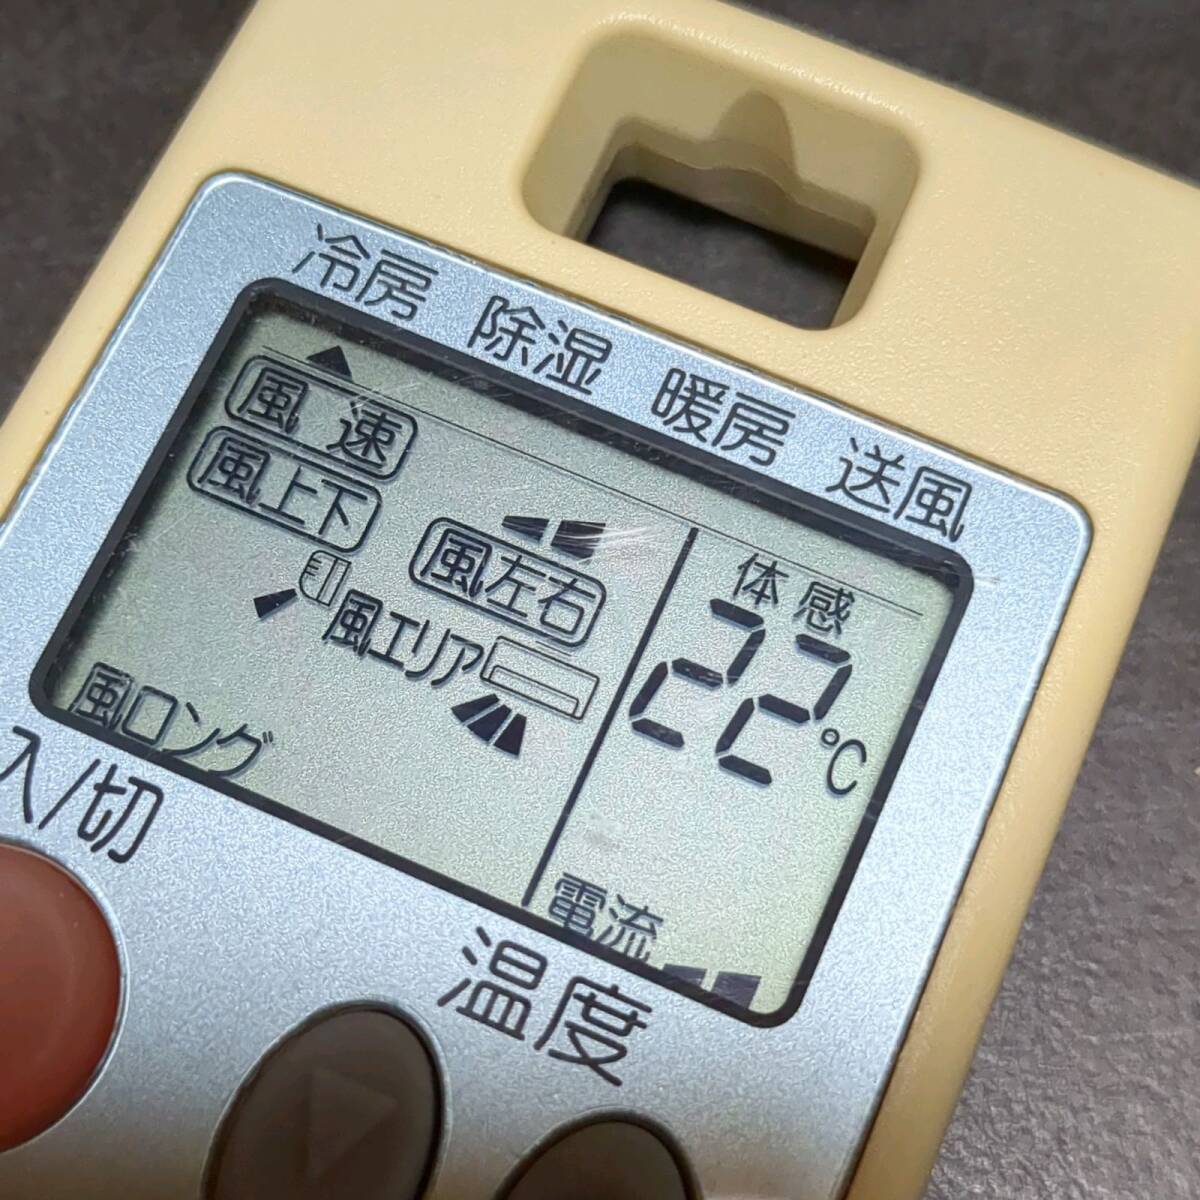 冷房 除湿 暖房 送風
風速
風上下
風左右
風エリア
風ロング
体感
22℃
電流
入/切
温度